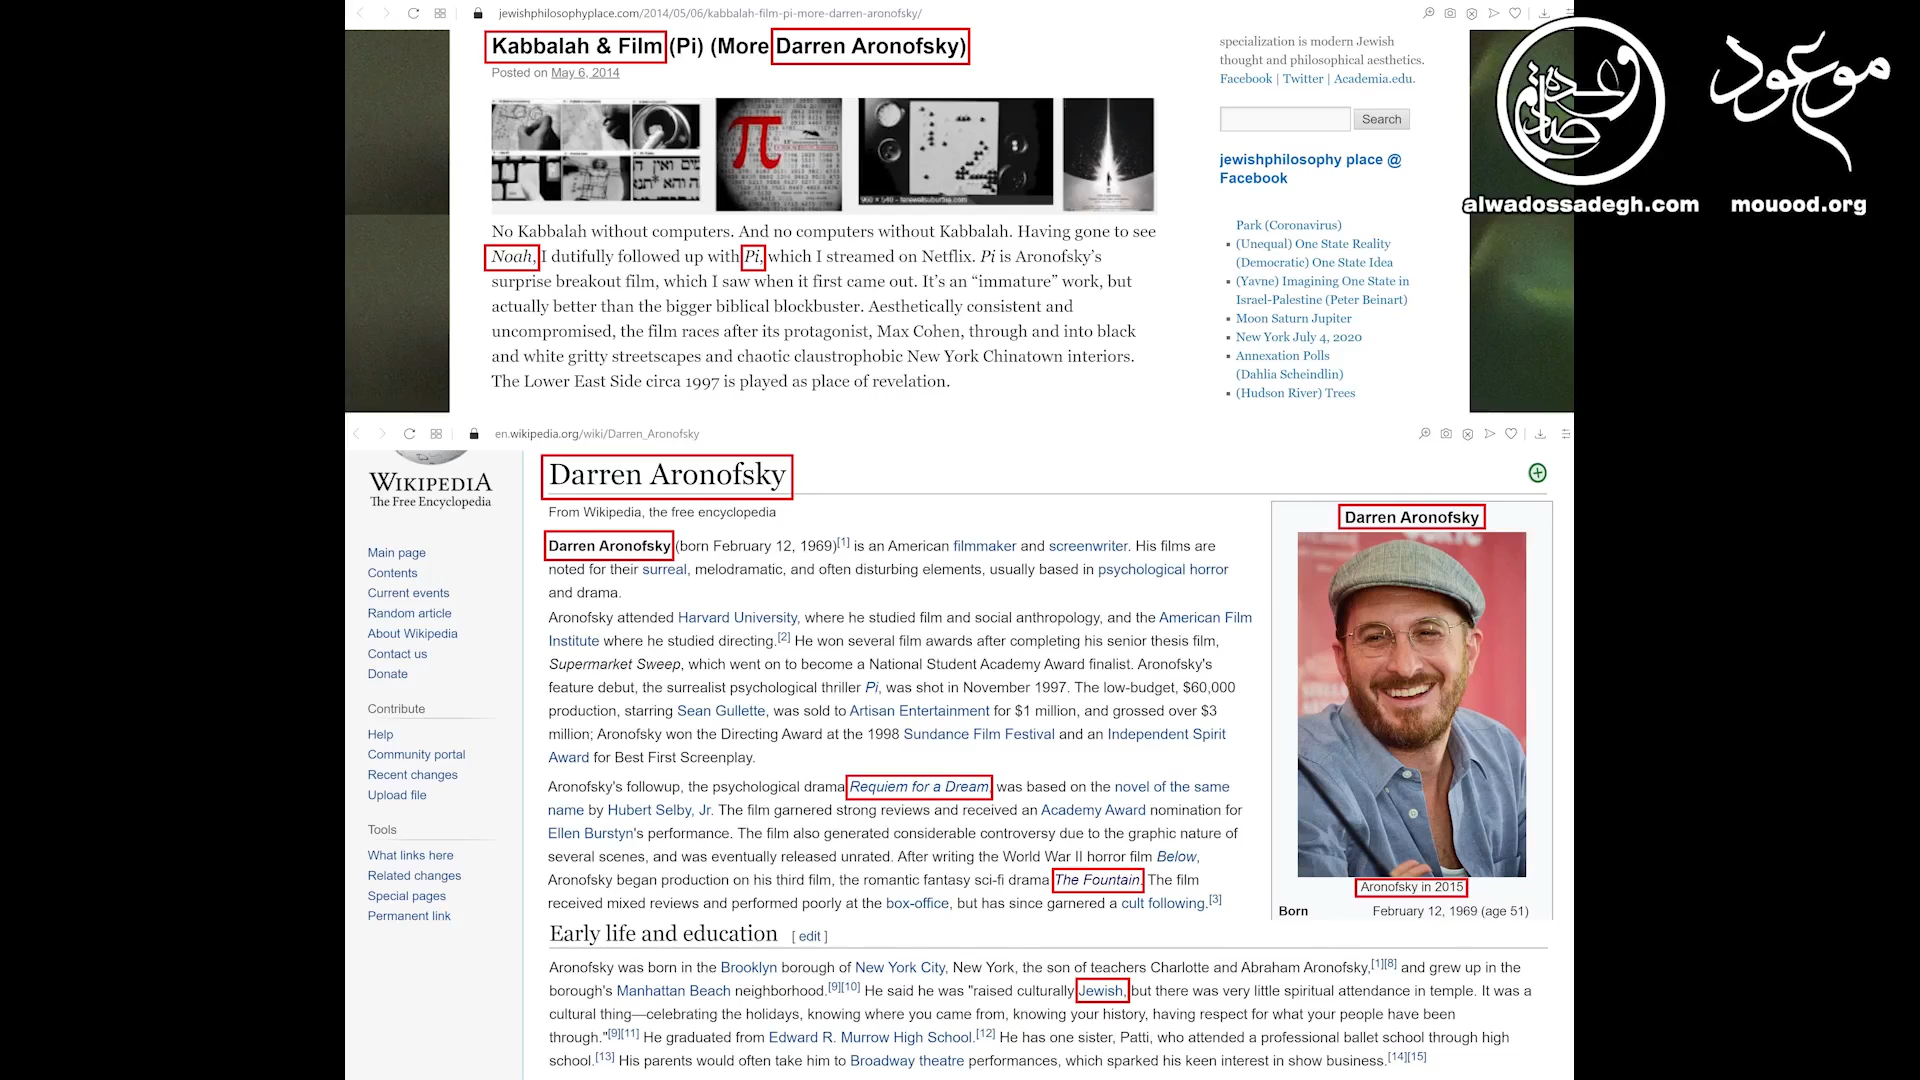 jewishphilosophyplace.com/2014/05/06/kabbalah-film-pi-more-darren-aronofsky/
Kabbalah & Film (Pi) (More Darren Aronofsky)
Posted on May 6, 2014
No Kabbalah without computers. And no computers without Kabbalah. Having gone to see
Noah, I dutifully followed up with Pi, which I streamed on Netflix. Pi is Aronofsky's
surprise breakout film, which I saw when it first came out. It's an “immature” work, but
actually better than the bigger biblical blockbuster. Aesthetically consistent and
uncompromised, the film races after its protagonist, Max Cohen, through and into black
and white gritty streetscapes and chaotic claustrophobic New York Chinatown interiors.
The Lower East Side circa 1997 is played as place of revelation.
specialization is modern Jewish
thought and philosophical aesthetics.
Facebook | Twitter | Academia.edu.
Search
jewishphilosophy place @
Facebook
Park (Coronavirus)
(Unequal) One State Reality
(Democratic) One State Idea
(Yavne) Imagining One State in
Israel-Palestine (Peter Beinart)
Moon Saturn Jupiter
New York July 4, 2020
Annexation Polls
(Dahlia Scheindlin)
(Hudson River) Trees
وعده صادق
موعود
alwadossadegh.com
mouood.org
en.wikipedia.org/wiki/Darren_Aronofsky
WIKIPEDIA
The Free Encyclopedia
Main page
Contents
Current events
Random article
About Wikipedia
Contact us
Donate
Contribute
Help
Community portal
Recent changes
Upload file
Tools
What links here
Related changes
Special pages
Permanent link
Darren Aronofsky
From Wikipedia, the free encyclopedia
Darren Aronofsky (born February 12, 1969)[1] is an American filmmaker and screenwriter. His films are
noted for their surreal, melodramatic, and often disturbing elements, usually based in psychological horror
and drama.
Aronofsky attended Harvard University, where he studied film and social anthropology, and the American Film
Institute where he studied directing.[2] He won several film awards after completing his senior thesis film,
Supermarket Sweep, which went on to become a National Student Academy Award finalist. Aronofsky's
feature debut, the surrealist psychological thriller Pi, was shot in November 1997. The low-budget, $60,000
production, starring Sean Gullette, was sold to Artisan Entertainment for $1 million, and grossed over $3
million; Aronofsky won the Directing Award at the 1998 Sundance Film Festival and an Independent Spirit
Award for Best First Screenplay.
Aronofsky's followup, the psychological drama Requiem for a Dream, was based on the novel of the same
name by Hubert Selby, Jr. The film garnered strong reviews and received an Academy Award nomination for
Ellen Burstyn's performance. The film also generated considerable controversy due to the graphic nature of
several scenes, and was eventually released unrated. After writing the World War II horror film Below,
Aronofsky began production on his third film, the romantic fantasy sci-fi drama The Fountain. The film
received mixed reviews and performed poorly at the box-office, but has since garnered a cult following.[3]
Darren Aronofsky
Aronofsky in 2015
Born February 12, 1969 (age 51)
Early life and education [ edit ]
Aronofsky was born in the Brooklyn borough of New York City, New York, the son of teachers Charlotte and Abraham Aronofsky,[1][8] and grew up in the
borough's Manhattan Beach neighborhood.[9][10] He said he was "raised culturally Jewish, but there was very little spiritual attendance in temple. It was a
cultural thing—celebrating the holidays, knowing where you came from, knowing your history, having respect for what your people have been
through."[9][11] He graduated from Edward R. Murrow High School.[12] He has one sister, Patti, who attended a professional ballet school through high
school.[13] His parents would often take him to Broadway theatre performances, which sparked his keen interest in show business.[14][15]